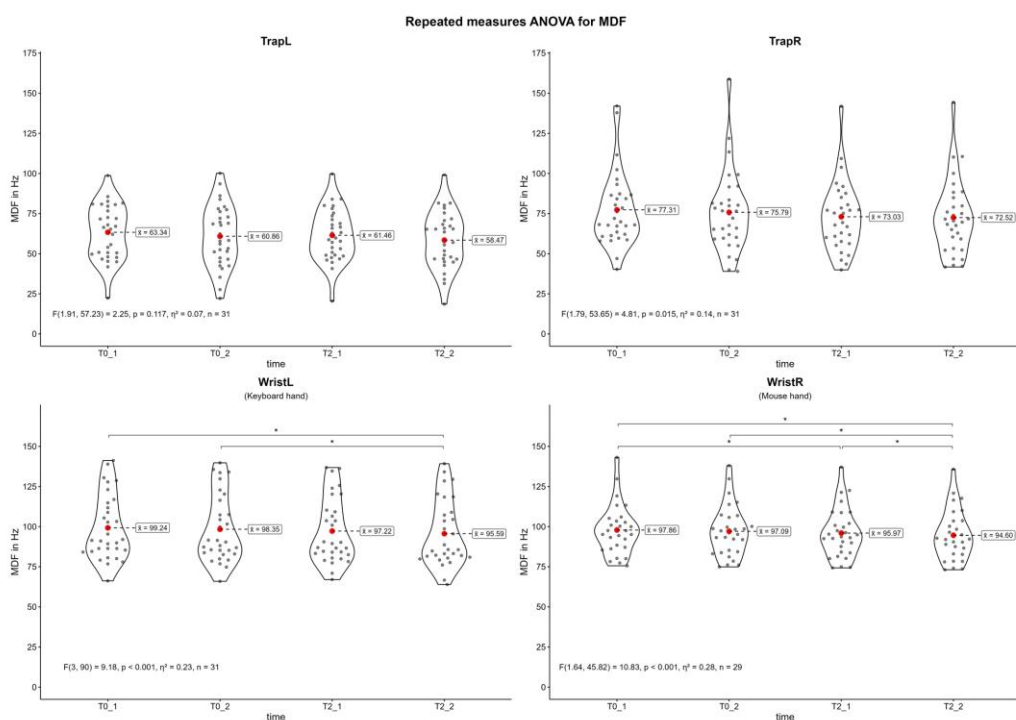 Repeated measures ANOVA for MDF
TrapL
175
150
125
100
75
50
25
0
MDF in Hz
x̄ = 63.34
x̄ = 60.86
x̄ = 61.46
x̄ = 58.47
F(1.91, 57.23) = 2.25, p = 0.117, η² = 0.07, n = 31
T0_1 T0_2 T2_1 T2_2
time
TrapR
175
150
125
100
75
50
25
0
MDF in Hz
x̄ = 77.31
x̄ = 75.79
x̄ = 73.03
x̄ = 72.52
F(1.79, 53.65) = 4.81, p = 0.015, η² = 0.14, n = 31
T0_1 T0_2 T2_1 T2_2
time
WristL
(Keyboard hand)
*
*
150
125
100
75
50
25
0
MDF in Hz
x̄ = 99.24
x̄ = 98.35
x̄ = 97.22
x̄ = 95.59
F(3, 90) = 9.18, p < 0.001, η² = 0.23, n = 31
T0_1 T0_2 T2_1 T2_2
time
WristR
(Mouse hand)
*
*
* *
150
125
100
75
50
25
0
MDF in Hz
x̄ = 97.86
x̄ = 97.09
x̄ = 95.97
x̄ = 94.60
F(1.64, 45.82) = 10.83, p < 0.001, η² = 0.28, n = 29
T0_1 T0_2 T2_1 T2_2
time